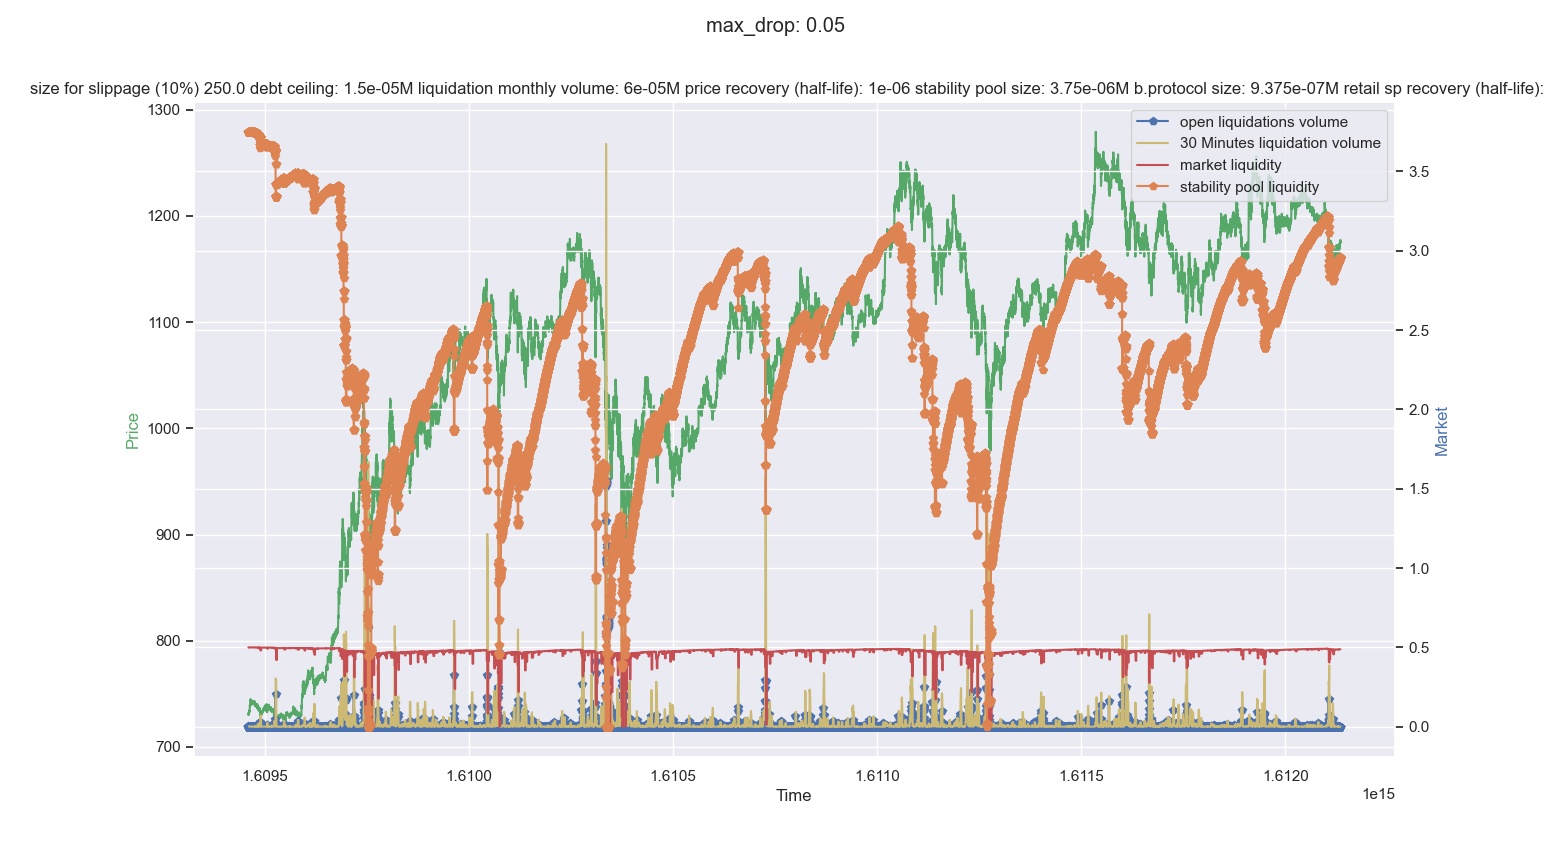 max_drop: 0.05
size for slippage (10%) 250.0 debt ceiling: 1.5e-05M liquidation monthly volume: 6e-05M price recovery (half-life): 1e-06 stability pool size: 3.75e-06M b.protocol size: 9.375e-07M retail sp recovery (half-life):
open liquidations volume
30 Minutes liquidation volume
market liquidity
stability pool liquidity
1300
1200
1100
1000
900
800
700
Price
3.5
3.0
2.5
2.0
1.5
1.0
0.5
0.0
Market
1.6095 1.6100 1.6105 1.6110 1.6115 1.6120
Time
1e15